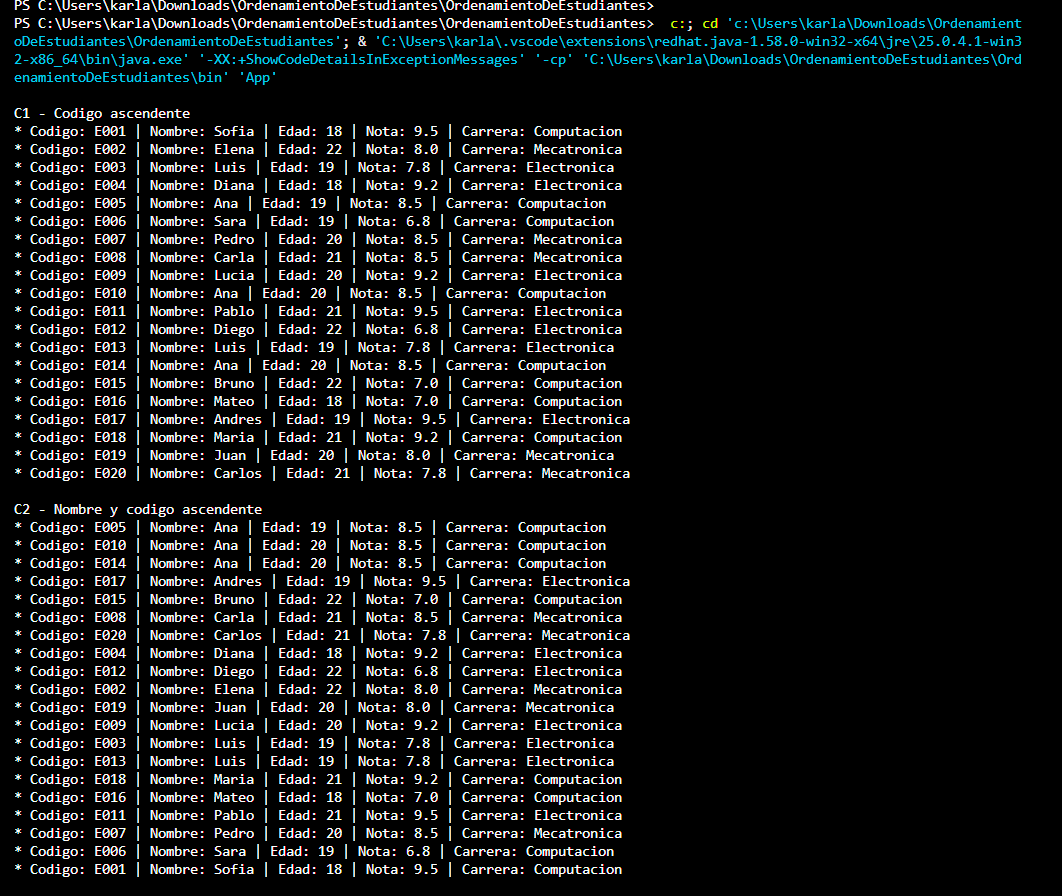 PS C:\Users\karla\Downloads\OrdenamientoDeEstudiantes\OrdenamientoDeEstudiantes>
PS C:\Users\karla\Downloads\OrdenamientoDeEstudiantes\OrdenamientoDeEstudiantes>  c:; cd 'c:\Users\karla\Downloads\Ordenamient
oDeEstudiantes\OrdenamientoDeEstudiantes'; & 'C:\Users\karla\.vscode\extensions\redhat.java-1.58.0-win32-x64\jre\25.0.4.1-win3
2-x86_64\bin\java.exe' '-XX:+ShowCodeDetailsInExceptionMessages' '-cp' 'C:\Users\karla\Downloads\OrdenamientoDeEstudiantes\Ord
enamientoDeEstudiantes\bin' 'App'
C1 - Codigo ascendente
* Codigo: E001 | Nombre: Sofia | Edad: 18 | Nota: 9.5 | Carrera: Computacion
* Codigo: E002 | Nombre: Elena | Edad: 22 | Nota: 8.0 | Carrera: Mecatronica
* Codigo: E003 | Nombre: Luis | Edad: 19 | Nota: 7.8 | Carrera: Electronica
* Codigo: E004 | Nombre: Diana | Edad: 18 | Nota: 9.2 | Carrera: Electronica
* Codigo: E005 | Nombre: Ana | Edad: 19 | Nota: 8.5 | Carrera: Computacion
* Codigo: E006 | Nombre: Sara | Edad: 19 | Nota: 6.8 | Carrera: Computacion
* Codigo: E007 | Nombre: Pedro | Edad: 20 | Nota: 8.5 | Carrera: Mecatronica
* Codigo: E008 | Nombre: Carla | Edad: 21 | Nota: 8.5 | Carrera: Mecatronica
* Codigo: E009 | Nombre: Lucia | Edad: 20 | Nota: 9.2 | Carrera: Electronica
* Codigo: E010 | Nombre: Ana | Edad: 20 | Nota: 8.5 | Carrera: Computacion
* Codigo: E011 | Nombre: Pablo | Edad: 21 | Nota: 9.5 | Carrera: Electronica
* Codigo: E012 | Nombre: Diego | Edad: 22 | Nota: 6.8 | Carrera: Electronica
* Codigo: E013 | Nombre: Luis | Edad: 19 | Nota: 7.8 | Carrera: Electronica
* Codigo: E014 | Nombre: Ana | Edad: 20 | Nota: 8.5 | Carrera: Computacion
* Codigo: E015 | Nombre: Bruno | Edad: 22 | Nota: 7.0 | Carrera: Computacion
* Codigo: E016 | Nombre: Mateo | Edad: 18 | Nota: 7.0 | Carrera: Computacion
* Codigo: E017 | Nombre: Andres | Edad: 19 | Nota: 9.5 | Carrera: Electronica
* Codigo: E018 | Nombre: Maria | Edad: 21 | Nota: 9.2 | Carrera: Computacion
* Codigo: E019 | Nombre: Juan | Edad: 20 | Nota: 8.0 | Carrera: Mecatronica
* Codigo: E020 | Nombre: Carlos | Edad: 21 | Nota: 7.8 | Carrera: Mecatronica
C2 - Nombre y codigo ascendente
* Codigo: E005 | Nombre: Ana | Edad: 19 | Nota: 8.5 | Carrera: Computacion
* Codigo: E010 | Nombre: Ana | Edad: 20 | Nota: 8.5 | Carrera: Computacion
* Codigo: E014 | Nombre: Ana | Edad: 20 | Nota: 8.5 | Carrera: Computacion
* Codigo: E017 | Nombre: Andres | Edad: 19 | Nota: 9.5 | Carrera: Electronica
* Codigo: E015 | Nombre: Bruno | Edad: 22 | Nota: 7.0 | Carrera: Computacion
* Codigo: E008 | Nombre: Carla | Edad: 21 | Nota: 8.5 | Carrera: Mecatronica
* Codigo: E020 | Nombre: Carlos | Edad: 21 | Nota: 7.8 | Carrera: Mecatronica
* Codigo: E004 | Nombre: Diana | Edad: 18 | Nota: 9.2 | Carrera: Electronica
* Codigo: E012 | Nombre: Diego | Edad: 22 | Nota: 6.8 | Carrera: Electronica
* Codigo: E002 | Nombre: Elena | Edad: 22 | Nota: 8.0 | Carrera: Mecatronica
* Codigo: E019 | Nombre: Juan | Edad: 20 | Nota: 8.0 | Carrera: Mecatronica
* Codigo: E009 | Nombre: Lucia | Edad: 20 | Nota: 9.2 | Carrera: Electronica
* Codigo: E003 | Nombre: Luis | Edad: 19 | Nota: 7.8 | Carrera: Electronica
* Codigo: E013 | Nombre: Luis | Edad: 19 | Nota: 7.8 | Carrera: Electronica
* Codigo: E018 | Nombre: Maria | Edad: 21 | Nota: 9.2 | Carrera: Computacion
* Codigo: E016 | Nombre: Mateo | Edad: 18 | Nota: 7.0 | Carrera: Computacion
* Codigo: E011 | Nombre: Pablo | Edad: 21 | Nota: 9.5 | Carrera: Electronica
* Codigo: E007 | Nombre: Pedro | Edad: 20 | Nota: 8.5 | Carrera: Mecatronica
* Codigo: E006 | Nombre: Sara | Edad: 19 | Nota: 6.8 | Carrera: Computacion
* Codigo: E001 | Nombre: Sofia | Edad: 18 | Nota: 9.5 | Carrera: Computacion